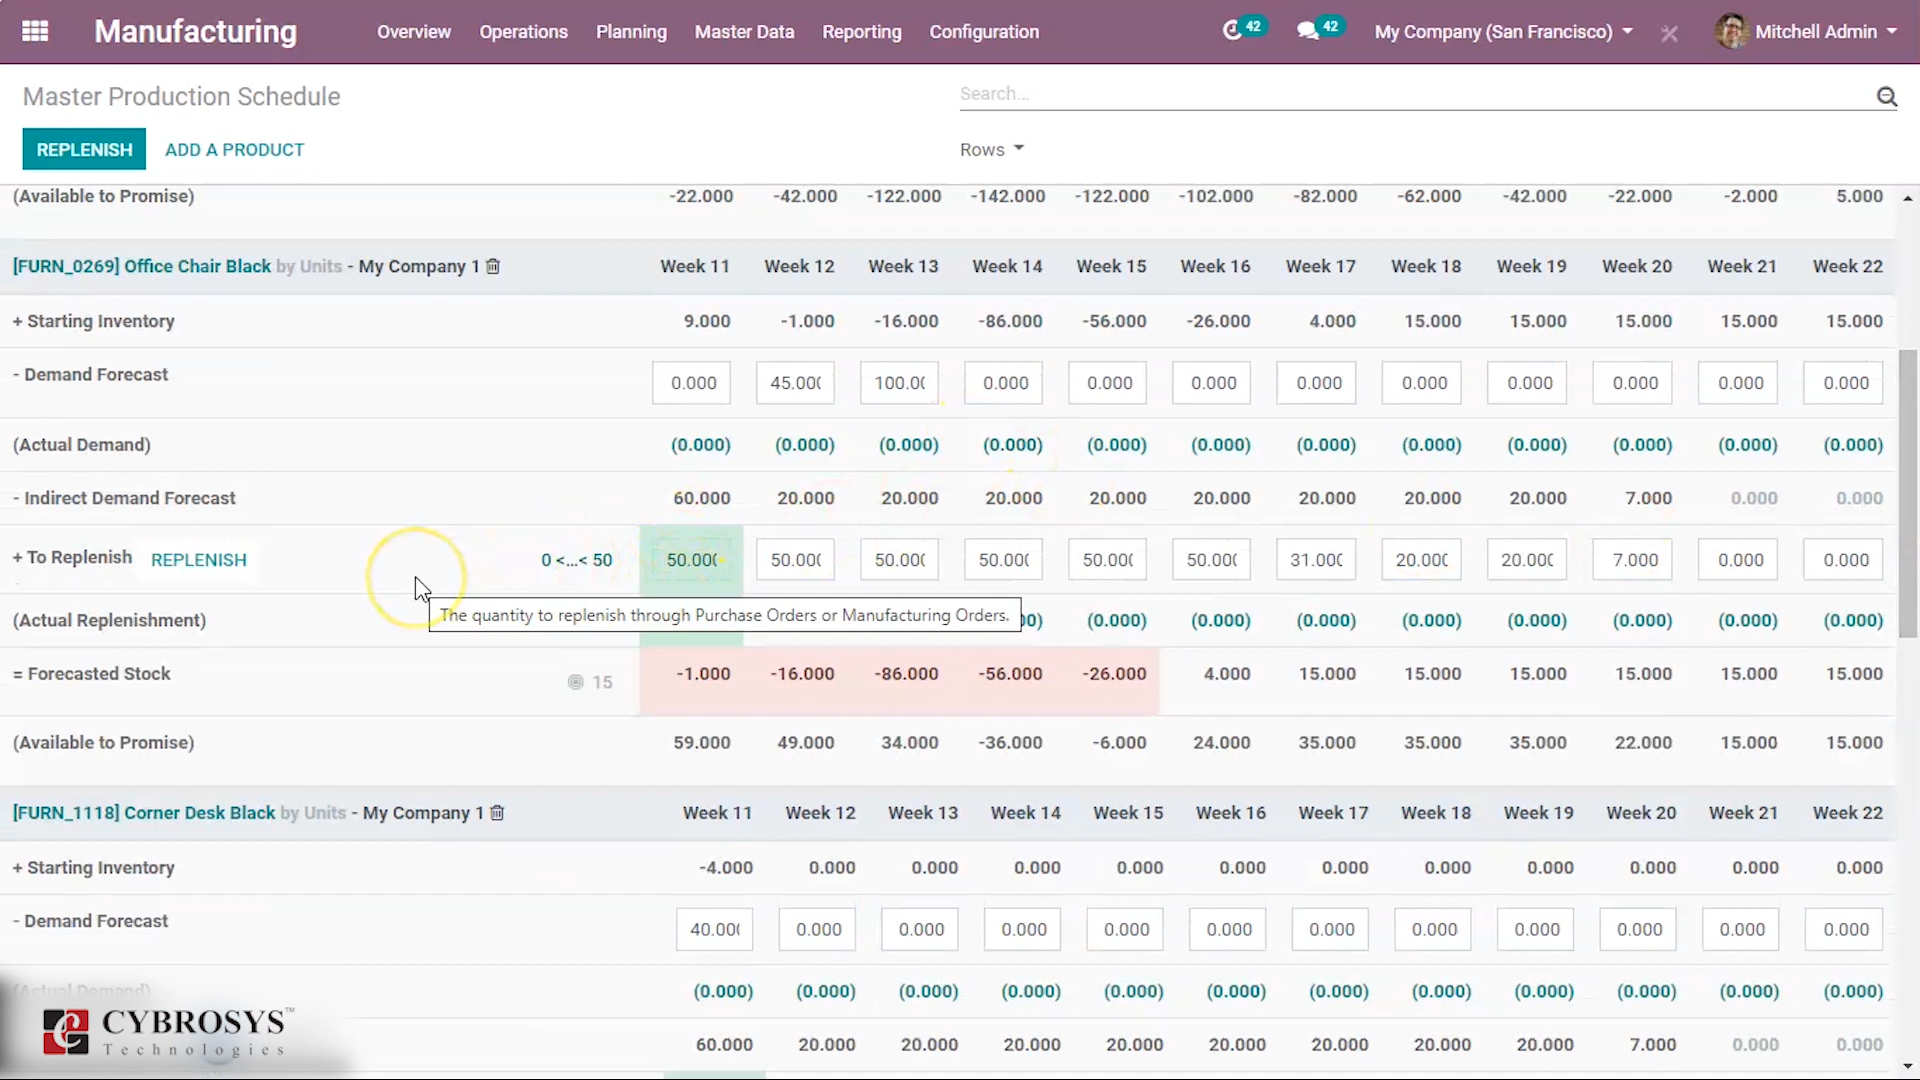 Manufacturing Overview Operations Planning Master Data Reporting Configuration 42 42 My Company (San Francisco) Mitchell Admin
Master Production Schedule Search...
REPLENISH ADD A PRODUCT Rows
(Available to Promise) -22.000 -42.000 -122.000 -142.000 -122.000 -102.000 -82.000 -62.000 -42.000 -22.000 -2.000 5.000
[FURN_0269] Office Chair Black by Units - My Company 1 Week 11 Week 12 Week 13 Week 14 Week 15 Week 16 Week 17 Week 18 Week 19 Week 20 Week 21 Week 22
+ Starting Inventory 9.000 -1.000 -16.000 -86.000 -56.000 -26.000 4.000 15.000 15.000 15.000 15.000 15.000
- Demand Forecast 0.000 45.00 100.0 0.000 0.000 0.000 0.000 0.000 0.000 0.000 0.000 0.000
(Actual Demand) (0.000) (0.000) (0.000) (0.000) (0.000) (0.000) (0.000) (0.000) (0.000) (0.000) (0.000) (0.000)
- Indirect Demand Forecast 60.000 20.000 20.000 20.000 20.000 20.000 20.000 20.000 20.000 7.000 0.000 0.000
+ To Replenish REPLENISH 0 <...< 50 50.00 50.00 50.00 50.00 50.00 50.00 31.00 20.00 20.00 7.000 0.000 0.000
The quantity to replenish through Purchase Orders or Manufacturing Orders.
(Actual Replenishment) (0.000) (0.000) (0.000) (0.000) (0.000) (0.000) (0.000) (0.000)
= Forecasted Stock 15 -1.000 -16.000 -86.000 -56.000 -26.000 4.000 15.000 15.000 15.000 15.000 15.000 15.000
(Available to Promise) 59.000 49.000 34.000 -36.000 -6.000 24.000 35.000 35.000 35.000 22.000 15.000 15.000
[FURN_1118] Corner Desk Black by Units - My Company 1 Week 11 Week 12 Week 13 Week 14 Week 15 Week 16 Week 17 Week 18 Week 19 Week 20 Week 21 Week 22
+ Starting Inventory -4.000 0.000 0.000 0.000 0.000 0.000 0.000 0.000 0.000 0.000 0.000 0.000
- Demand Forecast 40.00 0.000 0.000 0.000 0.000 0.000 0.000 0.000 0.000 0.000 0.000 0.000
(Actual Demand) (0.000) (0.000) (0.000) (0.000) (0.000) (0.000) (0.000) (0.000) (0.000) (0.000) (0.000) (0.000)
CYBROSYS™
Technologies
60.000 20.000 20.000 20.000 20.000 20.000 20.000 20.000 20.000 7.000 0.000 0.000